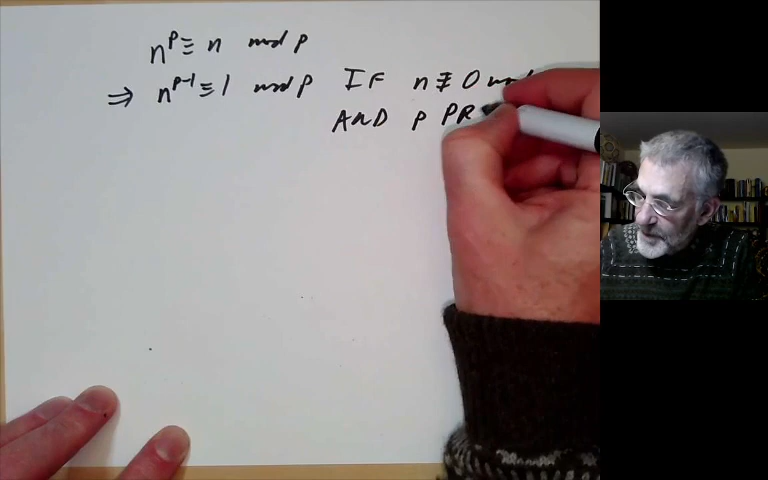 n^p ≡ n mod p
⇒ n^{p-1} ≡ 1 mod p IF n ≢ 0
AND p PR